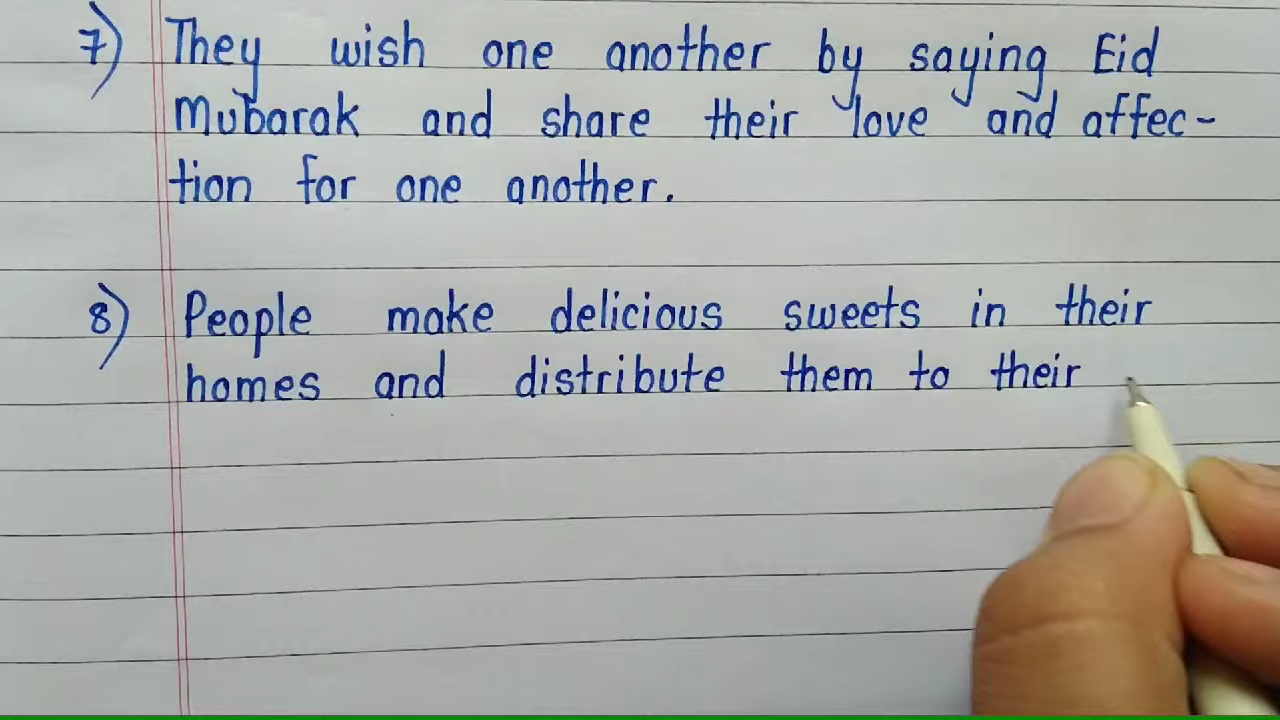 7) They wish one another by saying Eid
Mubarak and share their love and affec-
tion for one another.
8) People make delicious sweets in their
homes and distribute them to their